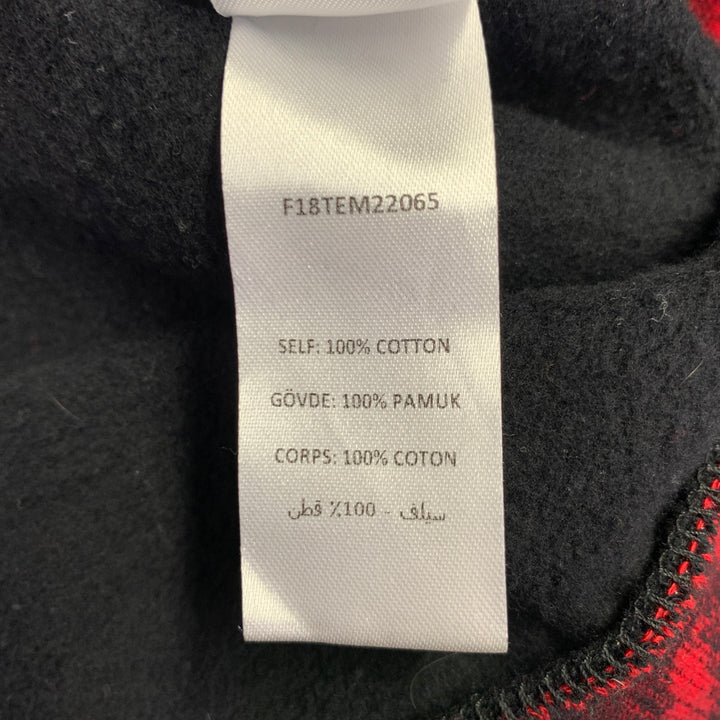 F18TEM22065
SELF: 100% COTTON
GÖVDE: 100% PAMUK
CORPS: 100% COTON
سيلف - 100٪ قطن